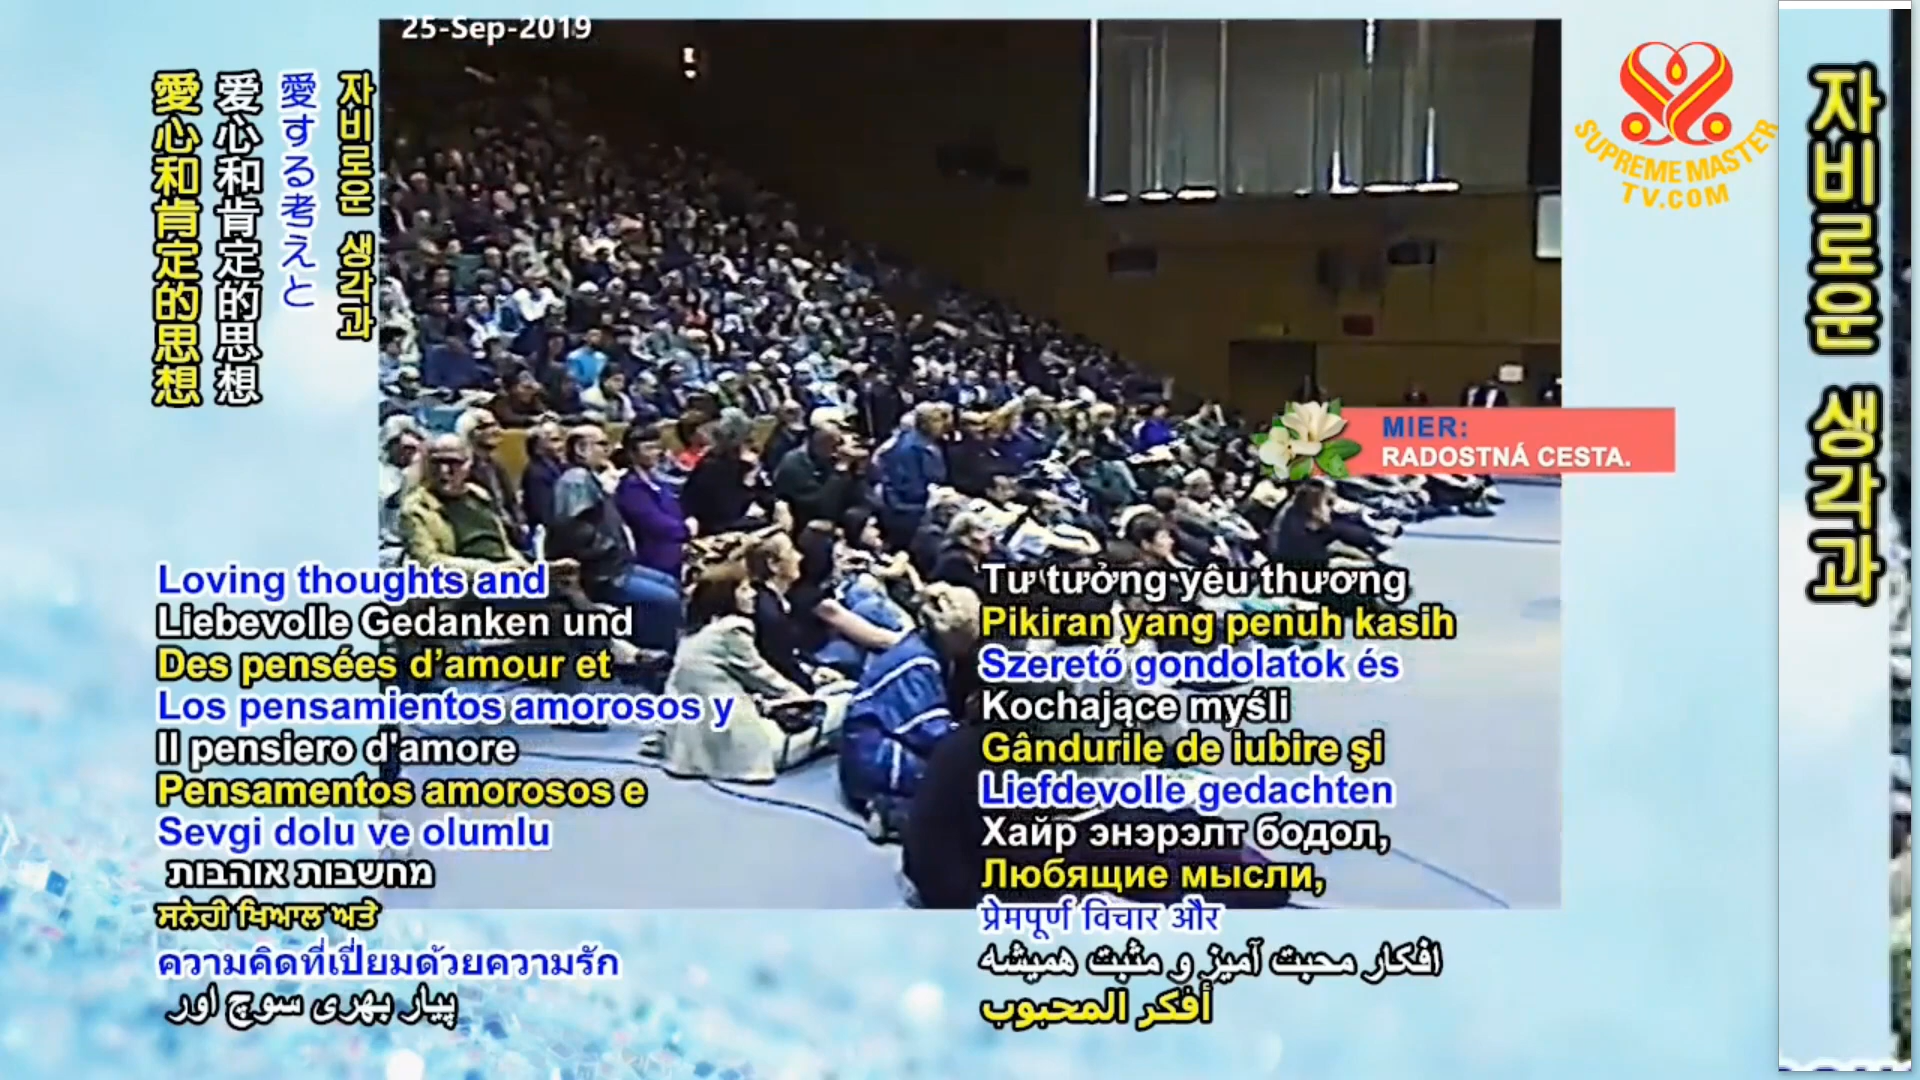 25-Sep-2019
愛心和肯定的思想
爱心和肯定的思想
愛する考えと
자비로운 생각과
SUPREME MASTER
TV.COM
자비로운 생각과
MIER:
RADOSTNÁ CESTA.
Loving thoughts and
Liebevolle Gedanken und
Des pensées d’amour et
Los pensamientos amorosos y
Il pensiero d'amore
Pensamentos amorosos e
Sevgi dolu ve olumlu
מחשבות אוהבות
ਸਨੇਹੀ ਖਿਆਲ ਅਤੇ
ความคิดที่เปี่ยมด้วยความรัก
پیار بھری سوچ اور
Tư tưởng yêu thương
Pikiran yang penuh kasih
Szerető gondolatok és
Kochające myśli
Gândurile de iubire şi
Liefdevolle gedachten
Хайр энэрэлт бодол,
Любящие мысли,
प्रेमपूर्ण विचार और
افکار محبت آمیز و مثبت همیشه
أفكر المحبوب